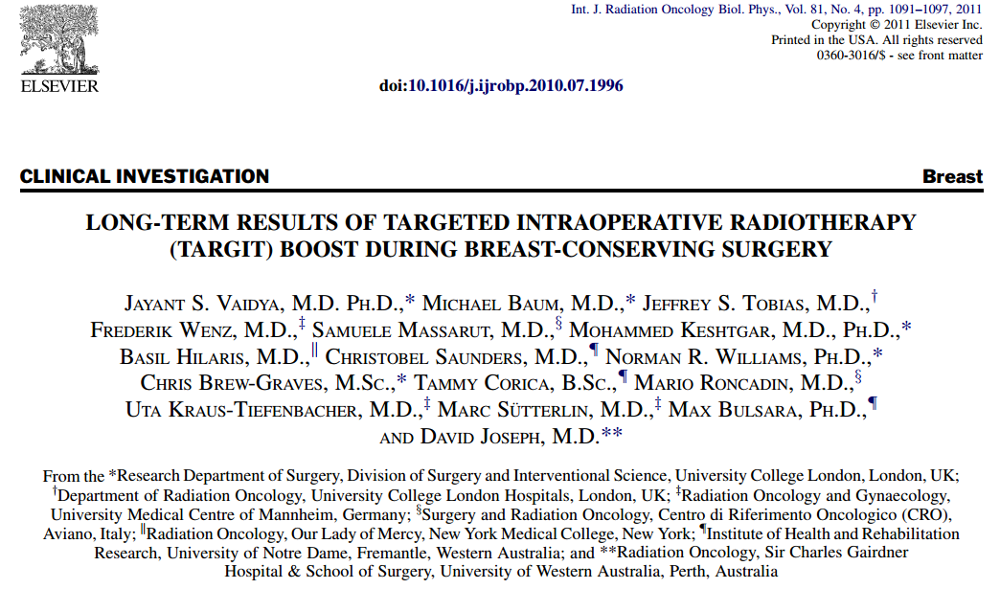 Int. J. Radiation Oncology Biol. Phys., Vol. 81, No. 4, pp. 1091–1097, 2011
Copyright © 2011 Elsevier Inc.
Printed in the USA. All rights reserved
0360-3016/$ - see front matter
ELSEVIER
doi:10.1016/j.ijrobp.2010.07.1996
CLINICAL INVESTIGATION Breast
LONG-TERM RESULTS OF TARGETED INTRAOPERATIVE RADIOTHERAPY
(TARGIT) BOOST DURING BREAST-CONSERVING SURGERY
JAYANT S. VAIDYA, M.D. PH.D.,* MICHAEL BAUM, M.D.,* JEFFREY S. TOBIAS, M.D.,†
FREDERIK WENZ, M.D.,‡ SAMUELE MASSARUT, M.D.,§ MOHAMMED KESHTGAR, M.D., PH.D.,*
BASIL HILARIS, M.D.,‖ CHRISTOBEL SAUNDERS, M.D.,¶ NORMAN R. WILLIAMS, PH.D.,*
CHRIS BREW-GRAVES, M.SC.,* TAMMY CORICA, B.SC.,¶ MARIO RONCADIN, M.D.,§
UTA KRAUS-TIEFENBACHER, M.D.,‡ MARC SÜTTERLIN, M.D.,‡ MAX BULSARA, PH.D.,¶
AND DAVID JOSEPH, M.D.**
From the *Research Department of Surgery, Division of Surgery and Interventional Science, University College London, London, UK;
†Department of Radiation Oncology, University College London Hospitals, London, UK; ‡Radiation Oncology and Gynaecology,
University Medical Centre of Mannheim, Germany; §Surgery and Radiation Oncology, Centro di Riferimento Oncologico (CRO),
Aviano, Italy; ‖Radiation Oncology, Our Lady of Mercy, New York Medical College, New York; ¶Institute of Health and Rehabilitation
Research, University of Notre Dame, Fremantle, Western Australia; and **Radiation Oncology, Sir Charles Gairdner
Hospital & School of Surgery, University of Western Australia, Perth, Australia